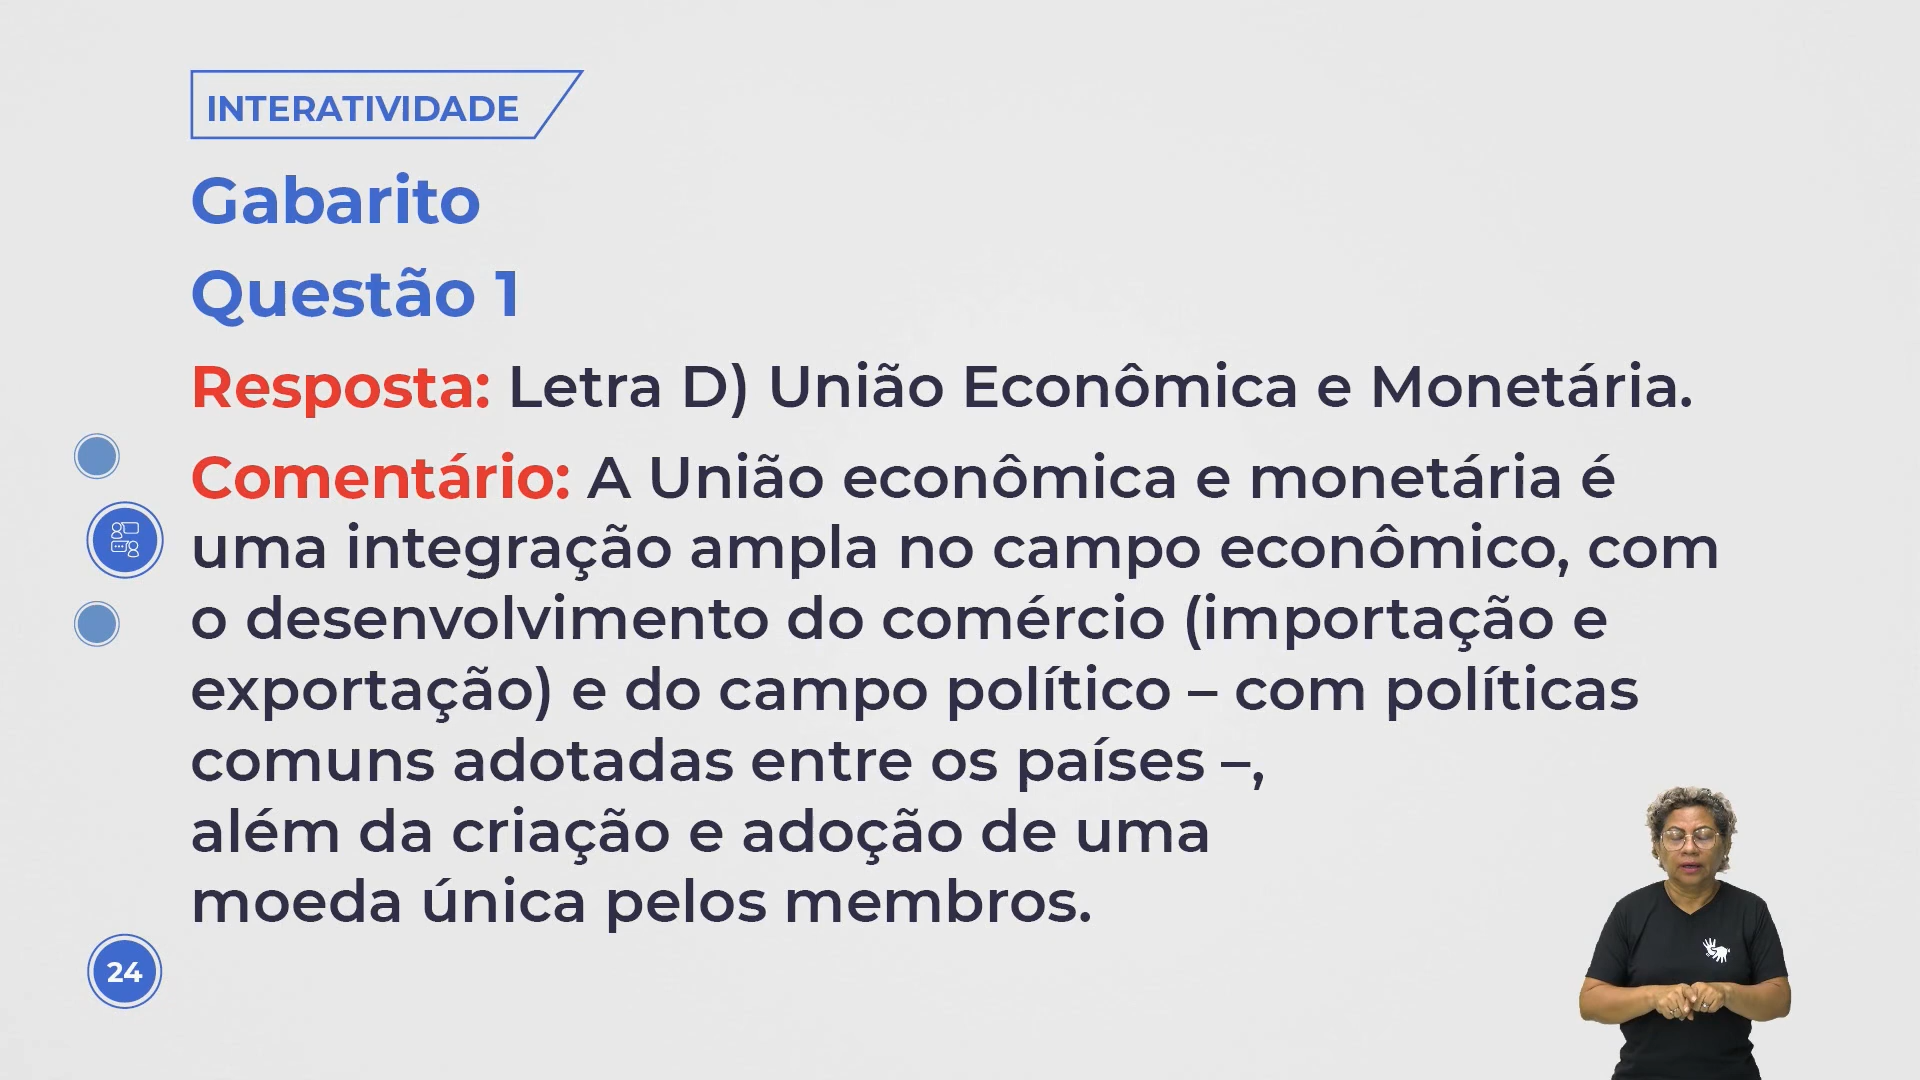 INTERATIVIDADE
Gabarito
Questão 1
Resposta: Letra D) União Econômica e Monetária.
Comentário: A União econômica e monetária é
uma integração ampla no campo econômico, com
o desenvolvimento do comércio (importação e
exportação) e do campo político – com políticas
comuns adotadas entre os países –,
além da criação e adoção de uma
moeda única pelos membros.
24